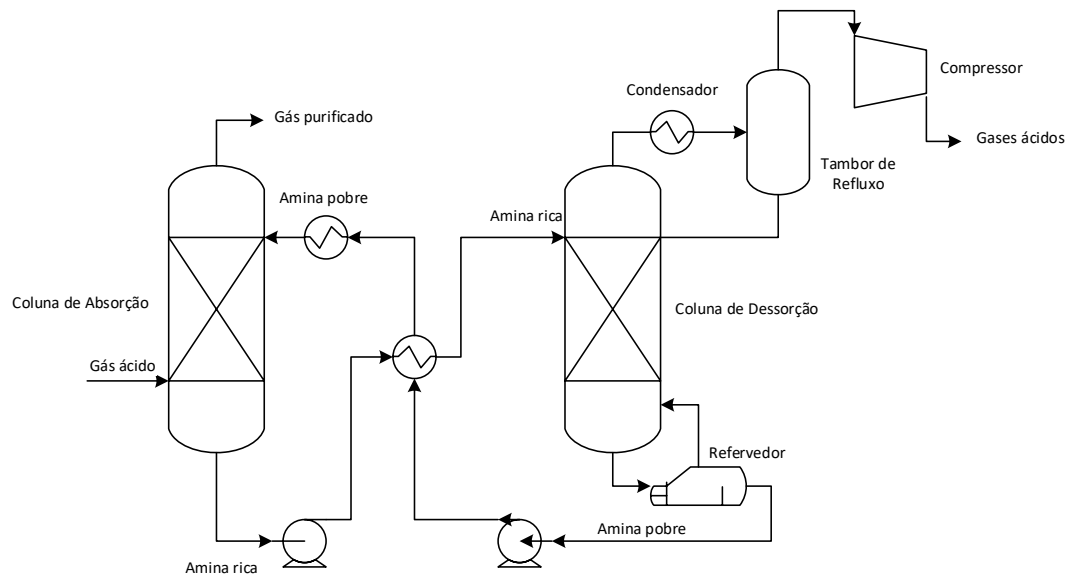 Compressor
Condensador
Gás purificado
Gases ácidos
Tambor de
Refluxo
Amina pobre
Amina rica
Coluna de Absorção
Coluna de Dessorção
Gás ácido
Refervedor
Amina pobre
Amina rica